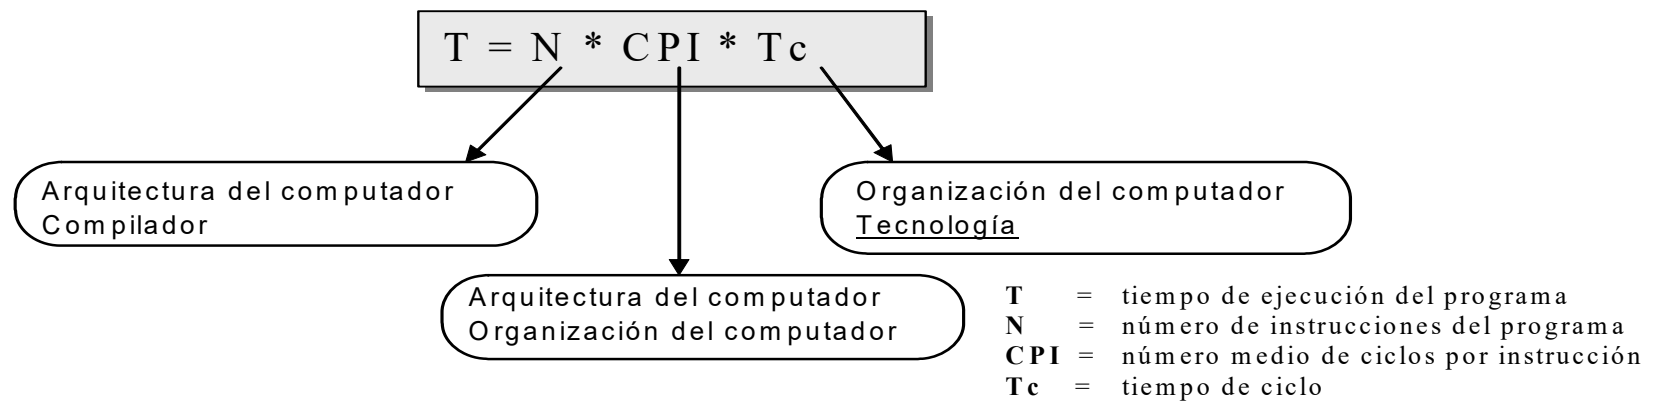 T = N * CPI * Tc
Arquitectura del computador
Compilador
Organización del computador
Tecnología
Arquitectura del computador
Organización del computador
T = tiempo de ejecución del programa
N = número de instrucciones del programa
CPI = número medio de ciclos por instrucción
Tc = tiempo de ciclo